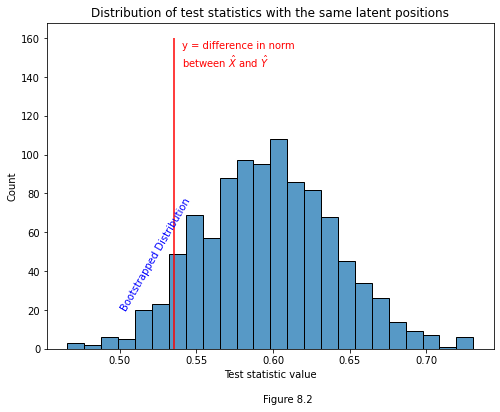 Distribution of test statistics with the same latent positions
160
140
120
100
80
60
40
20
0
Count
y = difference in norm
between X̂ and Ŷ
Bootstrapped Distribution
0.50 0.55 0.60 0.65 0.70
Test statistic value
Figure 8.2